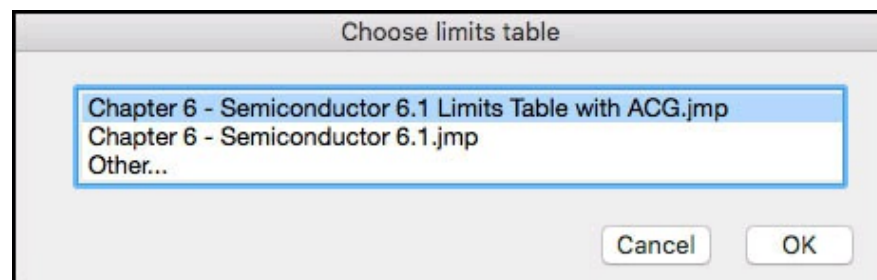 Choose limits table
Chapter 6 - Semiconductor 6.1 Limits Table with ACG.jmp
Chapter 6 - Semiconductor 6.1.jmp
Other...
Cancel OK